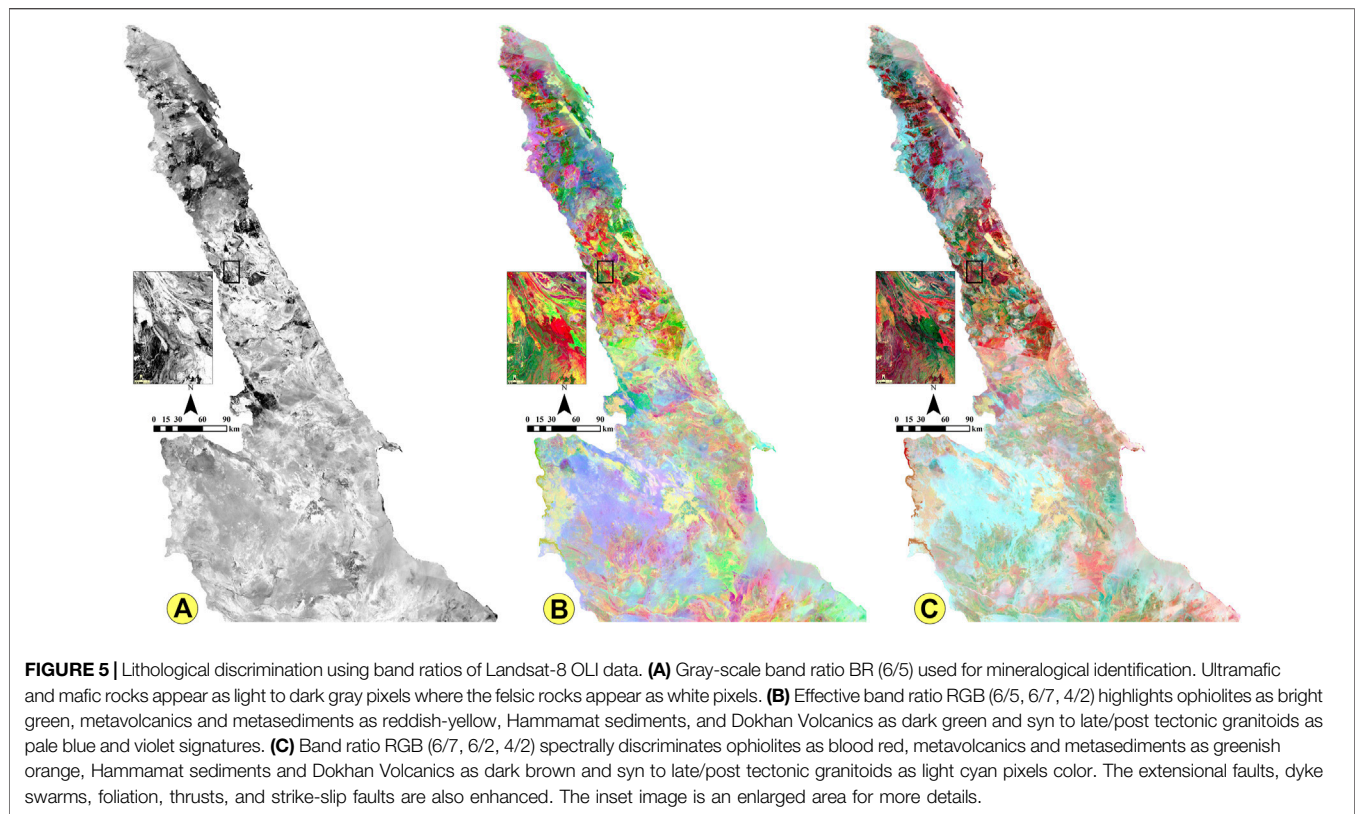 N
0 15 30 60 90
km
A
N
0 15 30 60 90
km
B
N
0 15 30 60 90
km
C
FIGURE 5 | Lithological discrimination using band ratios of Landsat-8 OLI data. (A) Gray-scale band ratio BR (6/5) used for mineralogical identification. Ultramafic
and mafic rocks appear as light to dark gray pixels where the felsic rocks appear as white pixels. (B) Effective band ratio RGB (6/5, 6/7, 4/2) highlights ophiolites as bright
green, metavolcanics and metasediments as reddish-yellow, Hammamat sediments, and Dokhan Volcanics as dark green and syn to late/post tectonic granitoids as
pale blue and violet signatures. (C) Band ratio RGB (6/7, 6/2, 4/2) spectrally discriminates ophiolites as blood red, metavolcanics and metasediments as greenish
orange, Hammamat sediments and Dokhan Volcanics as dark brown and syn to late/post tectonic granitoids as light cyan pixels color. The extensional faults, dyke
swarms, foliation, thrusts, and strike-slip faults are also enhanced. The inset image is an enlarged area for more details.